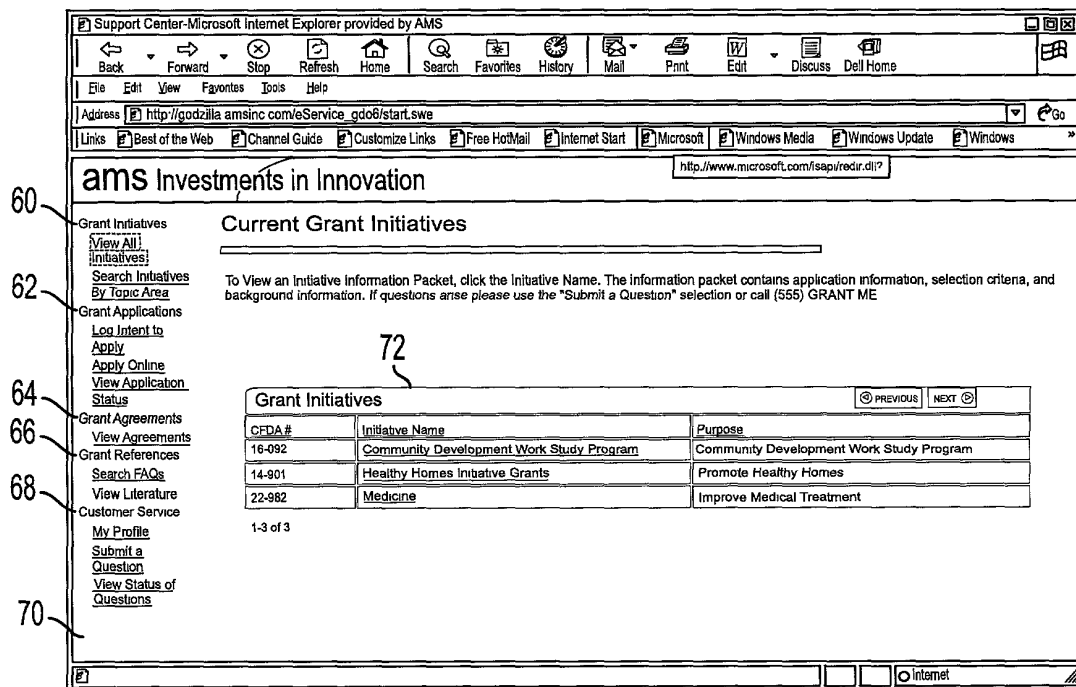 Support Center-Microsoft Internet Explorer provided by AMS
Back Forward Stop Refresh Home Search Favorites History Mail Print Edit Discuss Dell Home
File Edit View Favorites Tools Help
Address http://godzilla amsinc com/eService_gdo6/start.swe Go
Links Best of the Web Channel Guide Customize Links Free HotMail Internet Start Microsoft Windows Media Windows Update Windows »
http://www.microsoft.com/isapi/redir.dll?
ams Investments in Innovation
60
Grant Initiatives
View All
Initiatives
Search Initiatives
By Topic Area
62
Grant Applications
Log Intent to
Apply
Apply Online
View Application
Status
64
Grant Agreements
View Agreements
66
Grant References
Search FAQs
View Literature
68
Customer Service
My Profile
Submit a
Question
View Status of
Questions
70
Current Grant Initiatives
To View an Initiative Information Packet, click the Initiative Name. The information packet contains application information, selection criteria, and
background information. If questions arise please use the "Submit a Question" selection or call (555) GRANT ME
72
Grant Initiatives PREVIOUS NEXT
CFDA # Initiative Name Purpose
16-092 Community Development Work Study Program Community Development Work Study Program
14-901 Healthy Homes Initiative Grants Promote Healthy Homes
22-982 Medicine Improve Medical Treatment
1-3 of 3
Internet